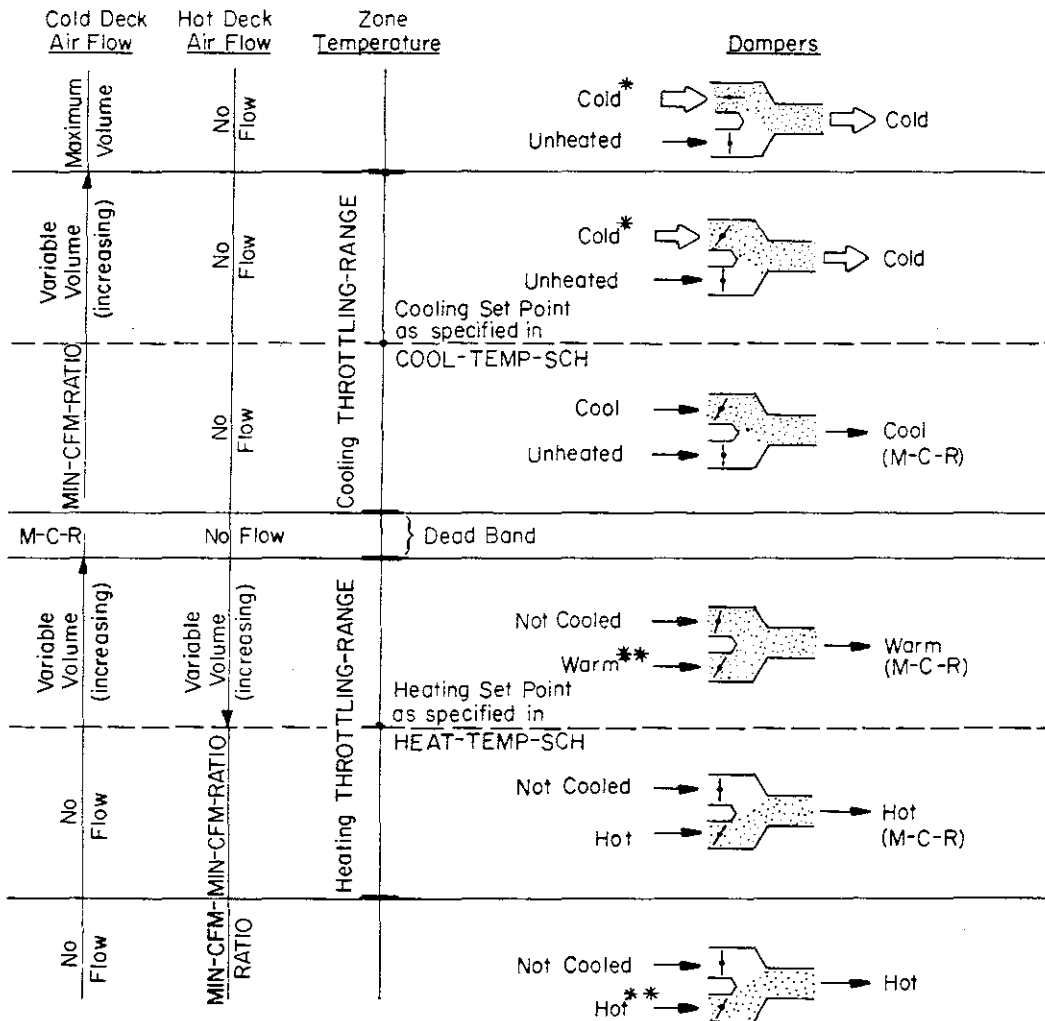 Cold Deck
Air Flow
Hot Deck
Air Flow
Zone
Temperature
Dampers
Maximum
Volume
No
Flow
Cold*
Unheated
Cold
Variable
Volume
(increasing)
No
Flow
Cooling THROTTLING-RANGE
Cold*
Unheated
Cold
Cooling Set Point
as specified in
COOL-TEMP-SCH
MIN-CFM-RATIO
No
Flow
Cool
Unheated
Cool
(M-C-R)
M-C-R
No Flow
} Dead Band
Variable
Volume
(increasing)
Variable
Volume
(increasing)
Heating THROTTLING-RANGE
Not Cooled
Warm**
Warm
(M-C-R)
Heating Set Point
as specified in
HEAT-TEMP-SCH
No
Flow
MIN-CFM-RATIO
Not Cooled
Hot
Hot
(M-C-R)
No
Flow
MIN-CFM-
RATIO
Not Cooled
Hot**
Hot